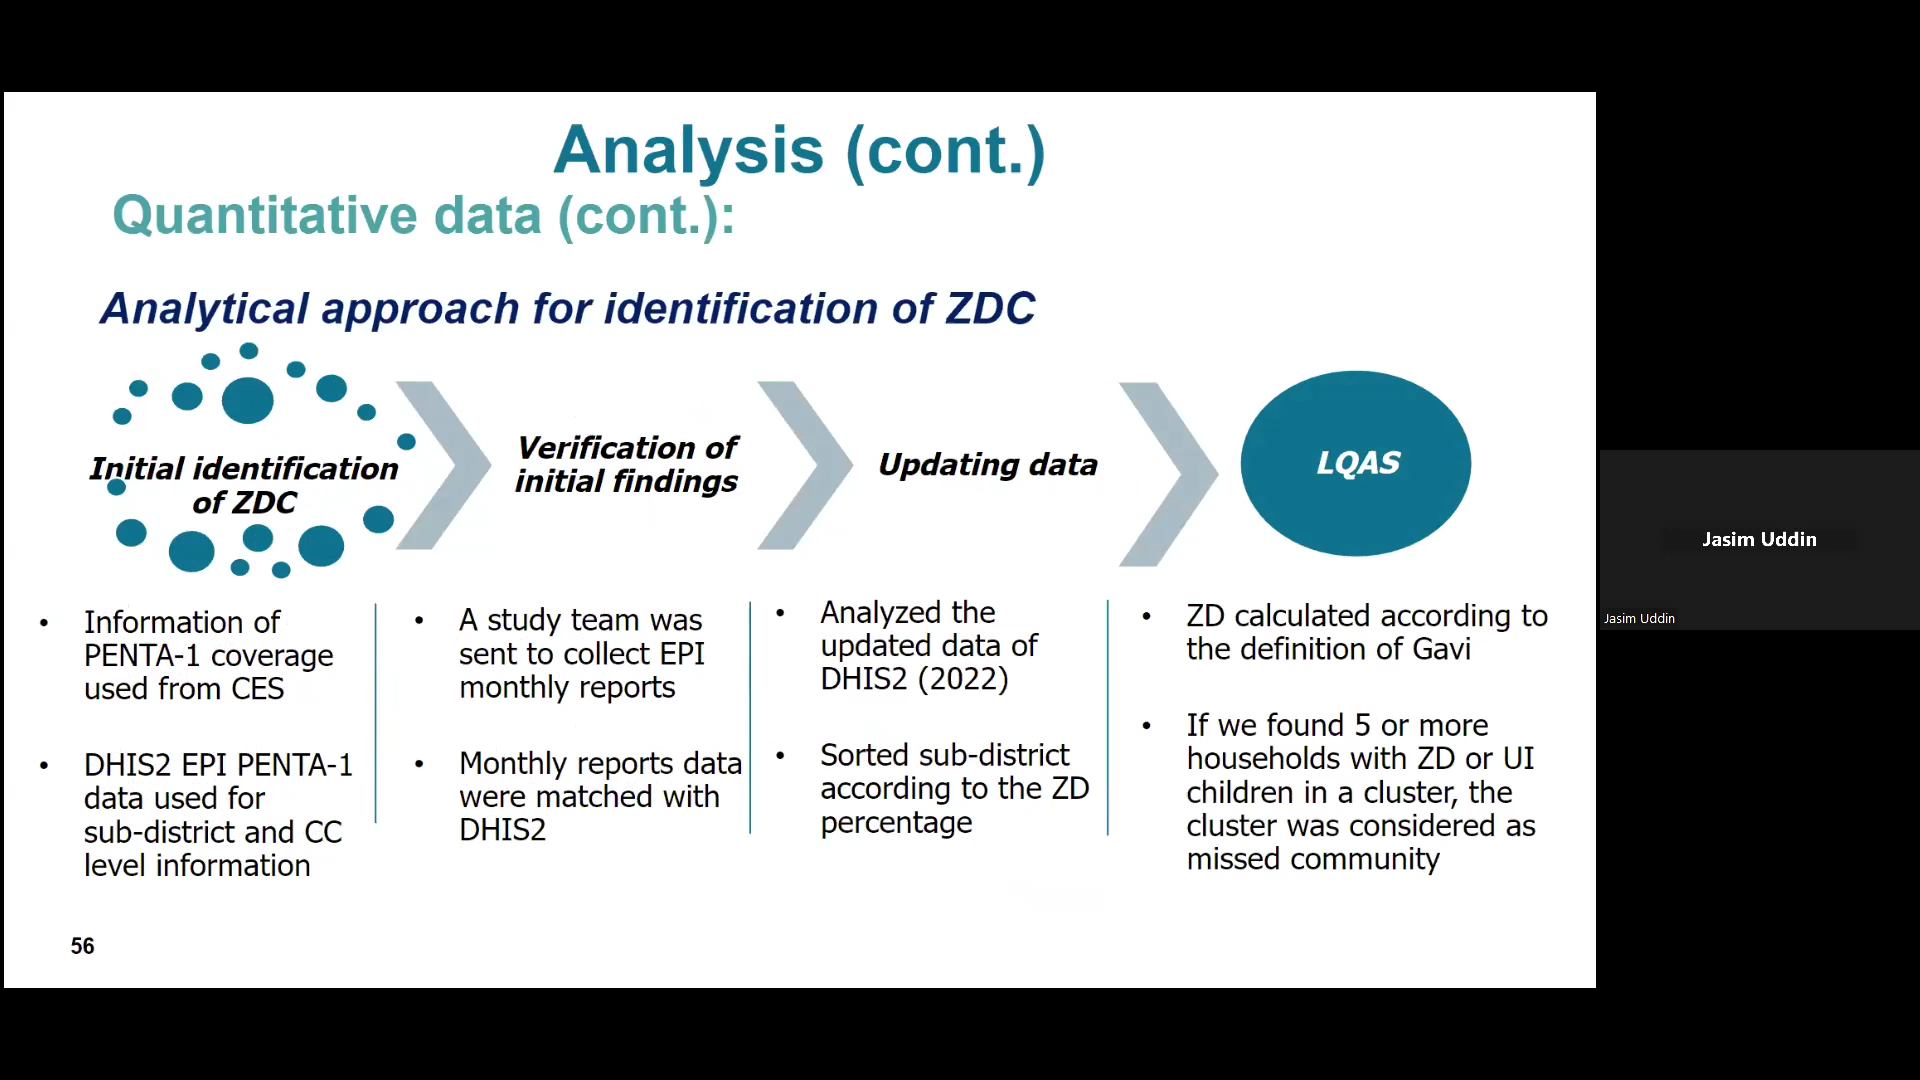 Analysis (cont.)
Quantitative data (cont.):
Analytical approach for identification of ZDC
Initial identification
of ZDC
Verification of
initial findings
Updating data
LQAS
• Information of
PENTA-1 coverage
used from CES
• DHIS2 EPI PENTA-1
data used for
sub-district and CC
level information
• A study team was
sent to collect EPI
monthly reports
• Monthly reports data
were matched with
DHIS2
• Analyzed the
updated data of
DHIS2 (2022)
• Sorted sub-district
according to the ZD
percentage
• ZD calculated according to
the definition of Gavi
• If we found 5 or more
households with ZD or UI
children in a cluster, the
cluster was considered as
missed community
56
Jasim Uddin
Jasim Uddin